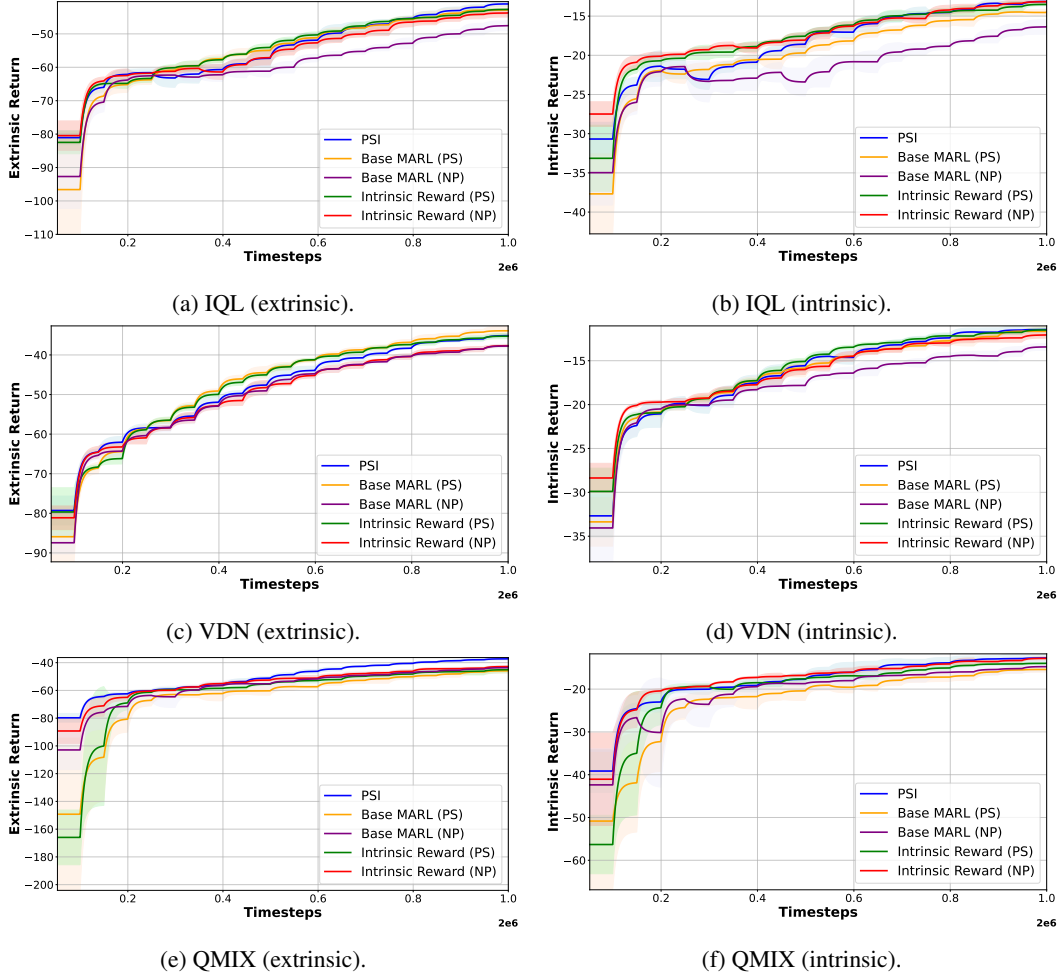 Extrinsic Return
−50
−60
−70
−80
−90
−100
−110
0.2
0.4
0.6
0.8
1.0
Timesteps
2e6
PSI
Base MARL (PS)
Base MARL (NP)
Intrinsic Reward (PS)
Intrinsic Reward (NP)
(a) IQL (extrinsic).
Intrinsic Return
−15
−20
−25
−30
−35
−40
0.2
0.4
0.6
0.8
1.0
Timesteps
2e6
PSI
Base MARL (PS)
Base MARL (NP)
Intrinsic Reward (PS)
Intrinsic Reward (NP)
(b) IQL (intrinsic).
Extrinsic Return
−40
−50
−60
−70
−80
−90
0.2
0.4
0.6
0.8
1.0
Timesteps
2e6
PSI
Base MARL (PS)
Base MARL (NP)
Intrinsic Reward (PS)
Intrinsic Reward (NP)
(c) VDN (extrinsic).
Intrinsic Return
−15
−20
−25
−30
−35
0.2
0.4
0.6
0.8
1.0
Timesteps
2e6
PSI
Base MARL (PS)
Base MARL (NP)
Intrinsic Reward (PS)
Intrinsic Reward (NP)
(d) VDN (intrinsic).
Extrinsic Return
−40
−60
−80
−100
−120
−140
−160
−180
−200
0.2
0.4
0.6
0.8
1.0
Timesteps
2e6
PSI
Base MARL (PS)
Base MARL (NP)
Intrinsic Reward (PS)
Intrinsic Reward (NP)
(e) QMIX (extrinsic).
Intrinsic Return
−20
−30
−40
−50
−60
0.2
0.4
0.6
0.8
1.0
Timesteps
2e6
PSI
Base MARL (PS)
Base MARL (NP)
Intrinsic Reward (PS)
Intrinsic Reward (NP)
(f) QMIX (intrinsic).